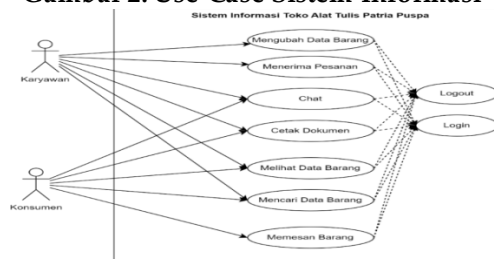 Gambar 2. Use Case Sistem Informasi
Sistem Informasi Toko Alat Tulis Patria Puspa
Mengubah Data Barang
Menerima Pesanan
Karyawan
Chat
Logout
Cetak Dokumen
Login
Melihat Data Barang
Konsumen
Mencari Data Barang
Memesan Barang